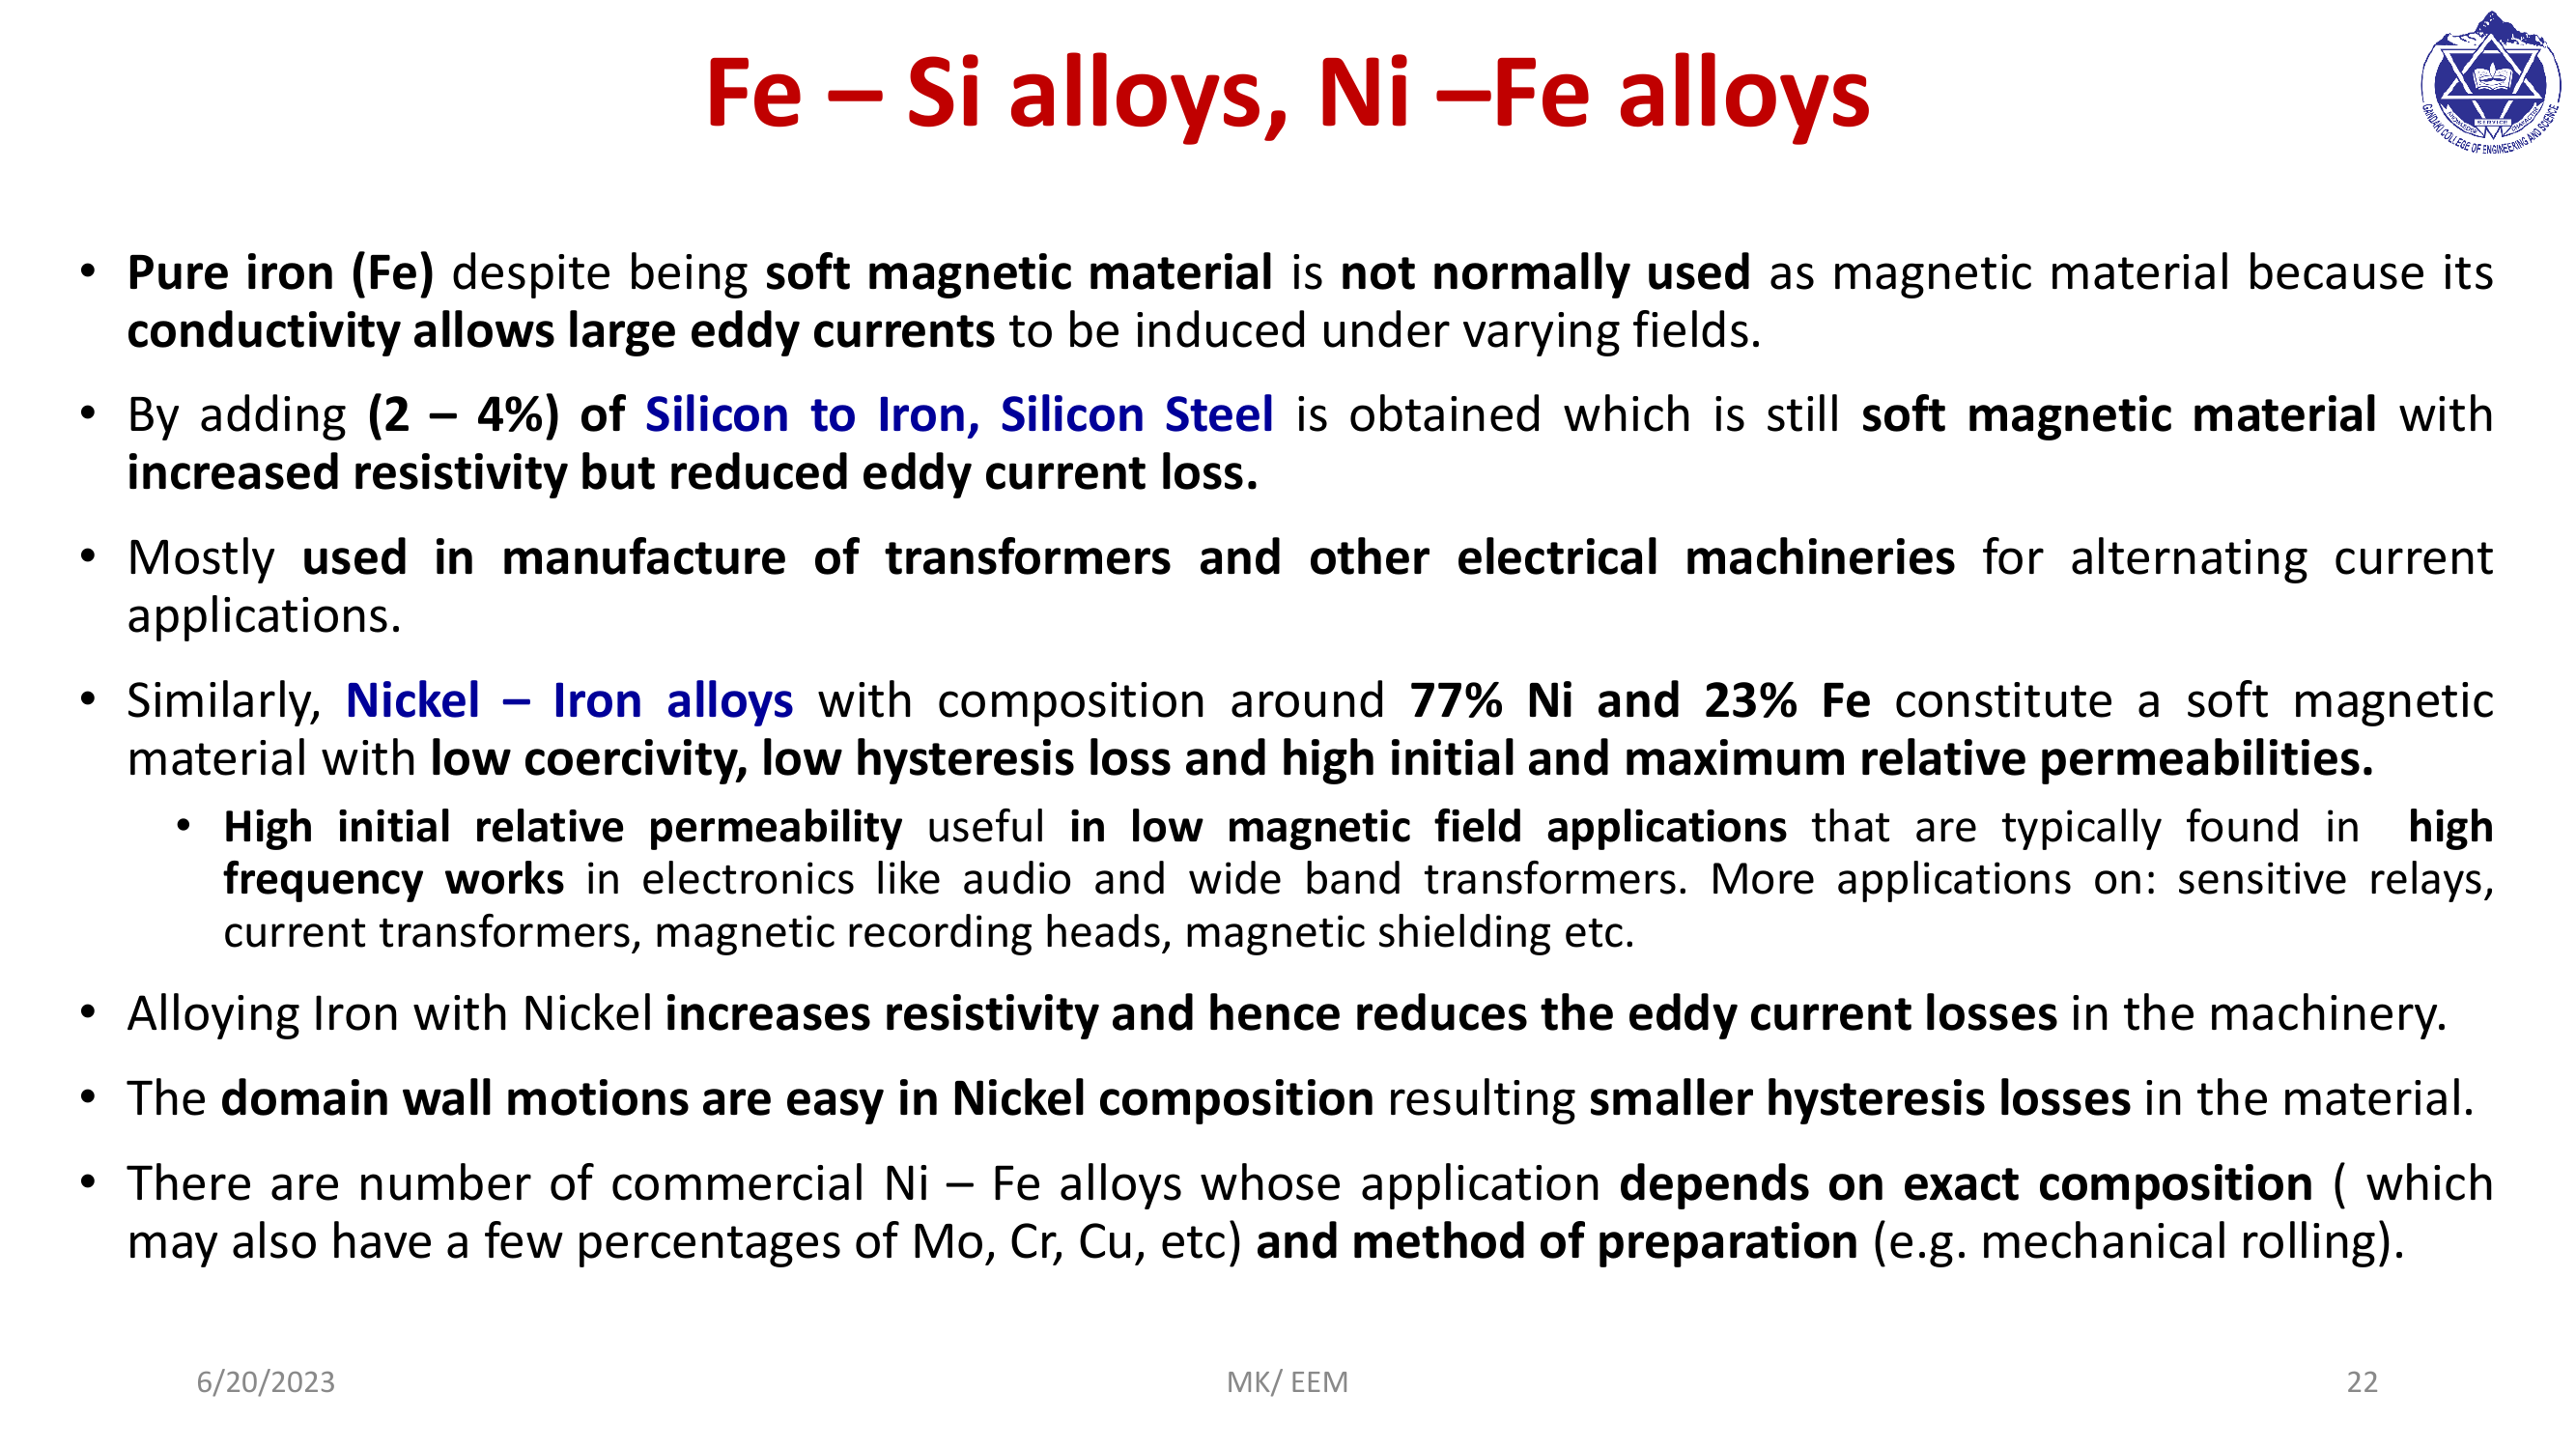 Fe – Si alloys, Ni –Fe alloys
GANDAKI COLLEGE OF ENGINEERING AND SCIENCE
• Pure iron (Fe) despite being soft magnetic material is not normally used as magnetic material because its
conductivity allows large eddy currents to be induced under varying fields.
• By adding (2 – 4%) of Silicon to Iron, Silicon Steel is obtained which is still soft magnetic material with
increased resistivity but reduced eddy current loss.
• Mostly used in manufacture of transformers and other electrical machineries for alternating current
applications.
• Similarly, Nickel – Iron alloys with composition around 77% Ni and 23% Fe constitute a soft magnetic
material with low coercivity, low hysteresis loss and high initial and maximum relative permeabilities.
• High initial relative permeability useful in low magnetic field applications that are typically found in high
frequency works in electronics like audio and wide band transformers. More applications on: sensitive relays,
current transformers, magnetic recording heads, magnetic shielding etc.
• Alloying Iron with Nickel increases resistivity and hence reduces the eddy current losses in the machinery.
• The domain wall motions are easy in Nickel composition resulting smaller hysteresis losses in the material.
• There are number of commercial Ni – Fe alloys whose application depends on exact composition ( which
may also have a few percentages of Mo, Cr, Cu, etc) and method of preparation (e.g. mechanical rolling).
6/20/2023
MK/ EEM
22